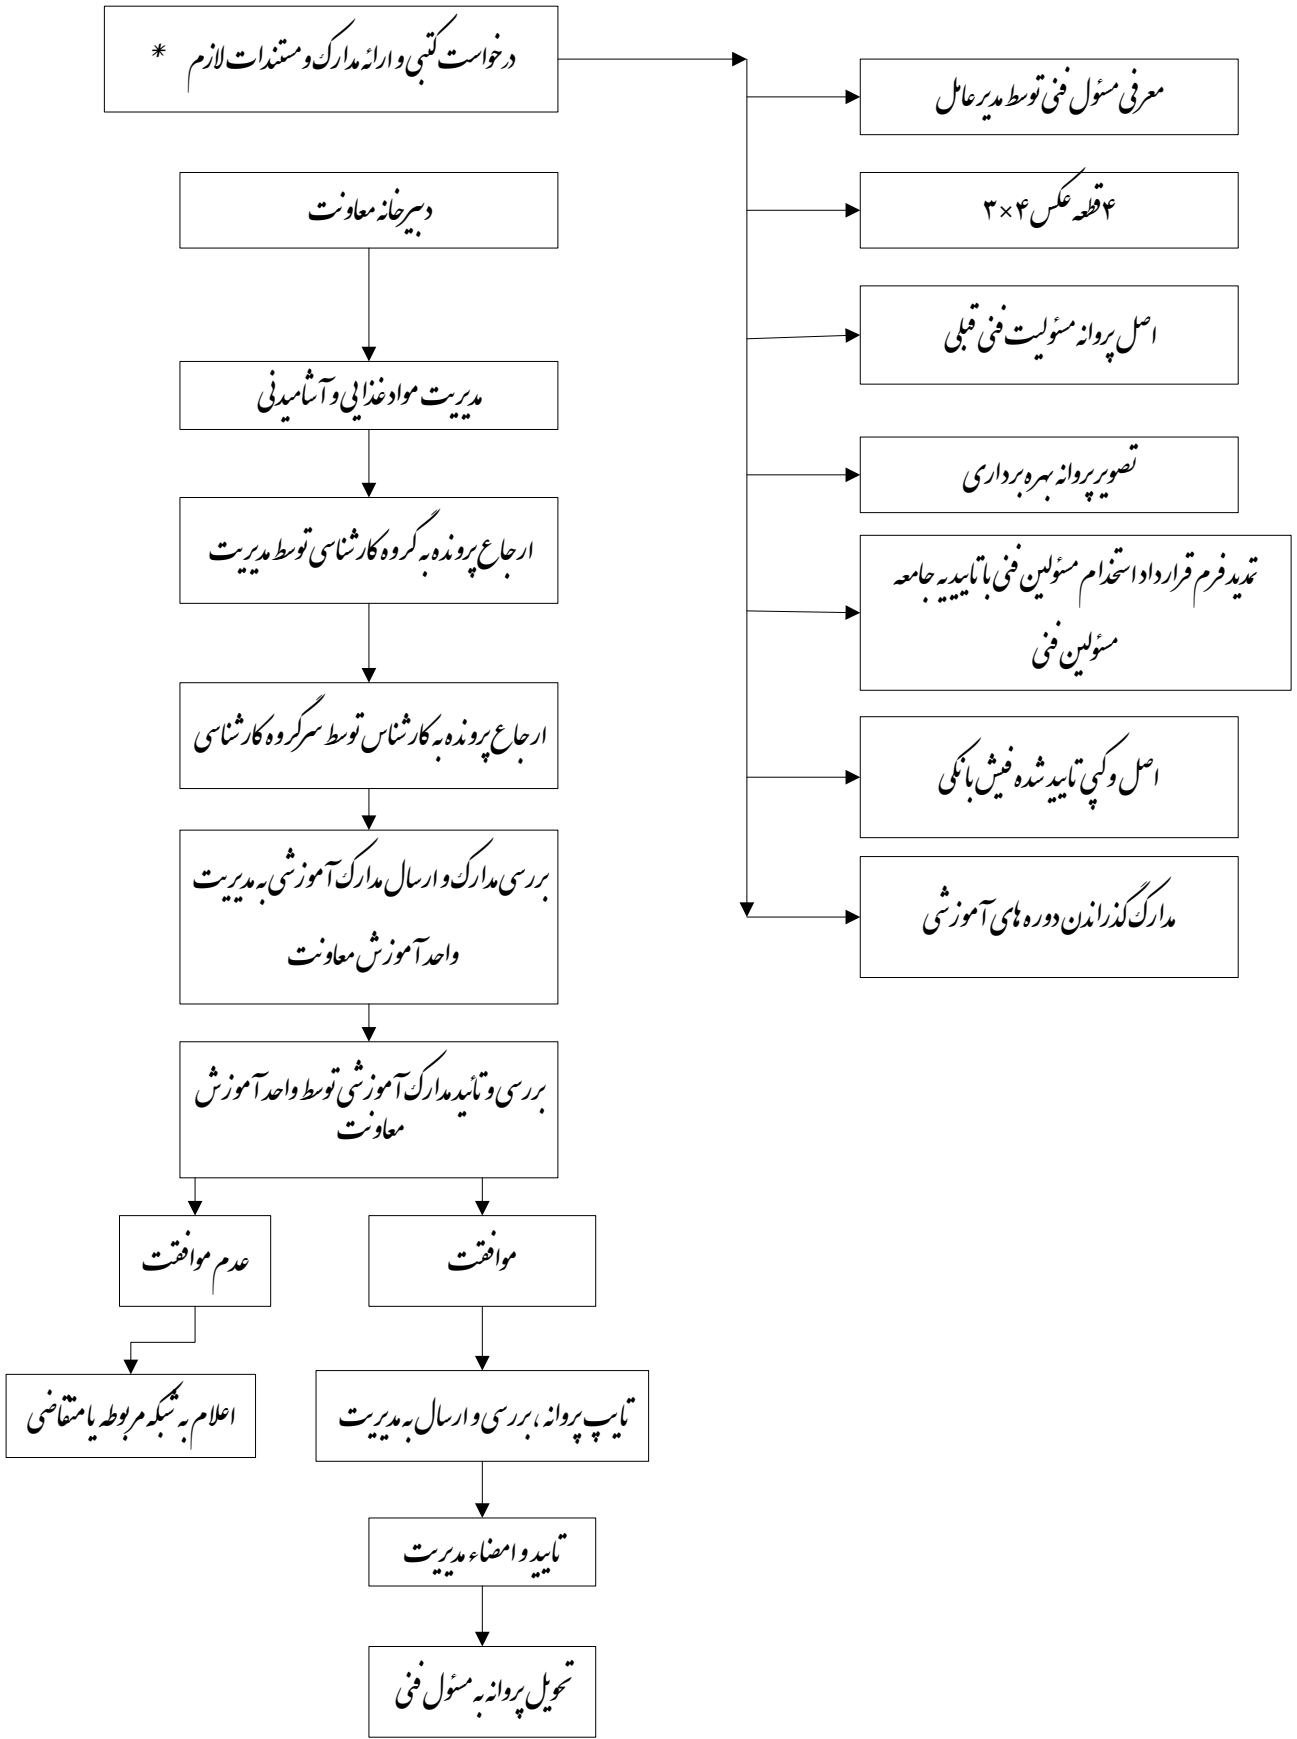 درخواست کتبی و ارائه مدارک و مستندات لازم *
معرفی مسئول فنی توسط مدیر عامل
۴ قطعه عکس ۴×۳
اصل پروانه مسئولیت فنی قبلی
تصویر پروانه بهره برداری
تمدید فرم قرارداد استخدام مسئولین فنی با تاییدیه جامعه
مسئولین فنی
اصل و کپی تایید شده فیش بانکی
مدارک گذراندن دوره های آموزشی
دبیرخانه معاونت
مدیریت مواد غذایی و آشامیدنی
ارجاع پرونده به گروه کارشناسی توسط مدیریت
ارجاع پرونده به کارشناس توسط سرگروه کارشناسی
بررسی مدارک و ارسال مدارک آموزشی به مدیریت
واحد آموزش معاونت
بررسی و تائید مدارک آموزشی توسط واحد آموزش
معاونت
موافقت
عدم موافقت
تایپ پروانه ، بررسی و ارسال به مدیریت
اعلام به شبکه مربوطه یا متقاضی
تایید و امضاء مدیریت
تحویل پروانه به مسئول فنی